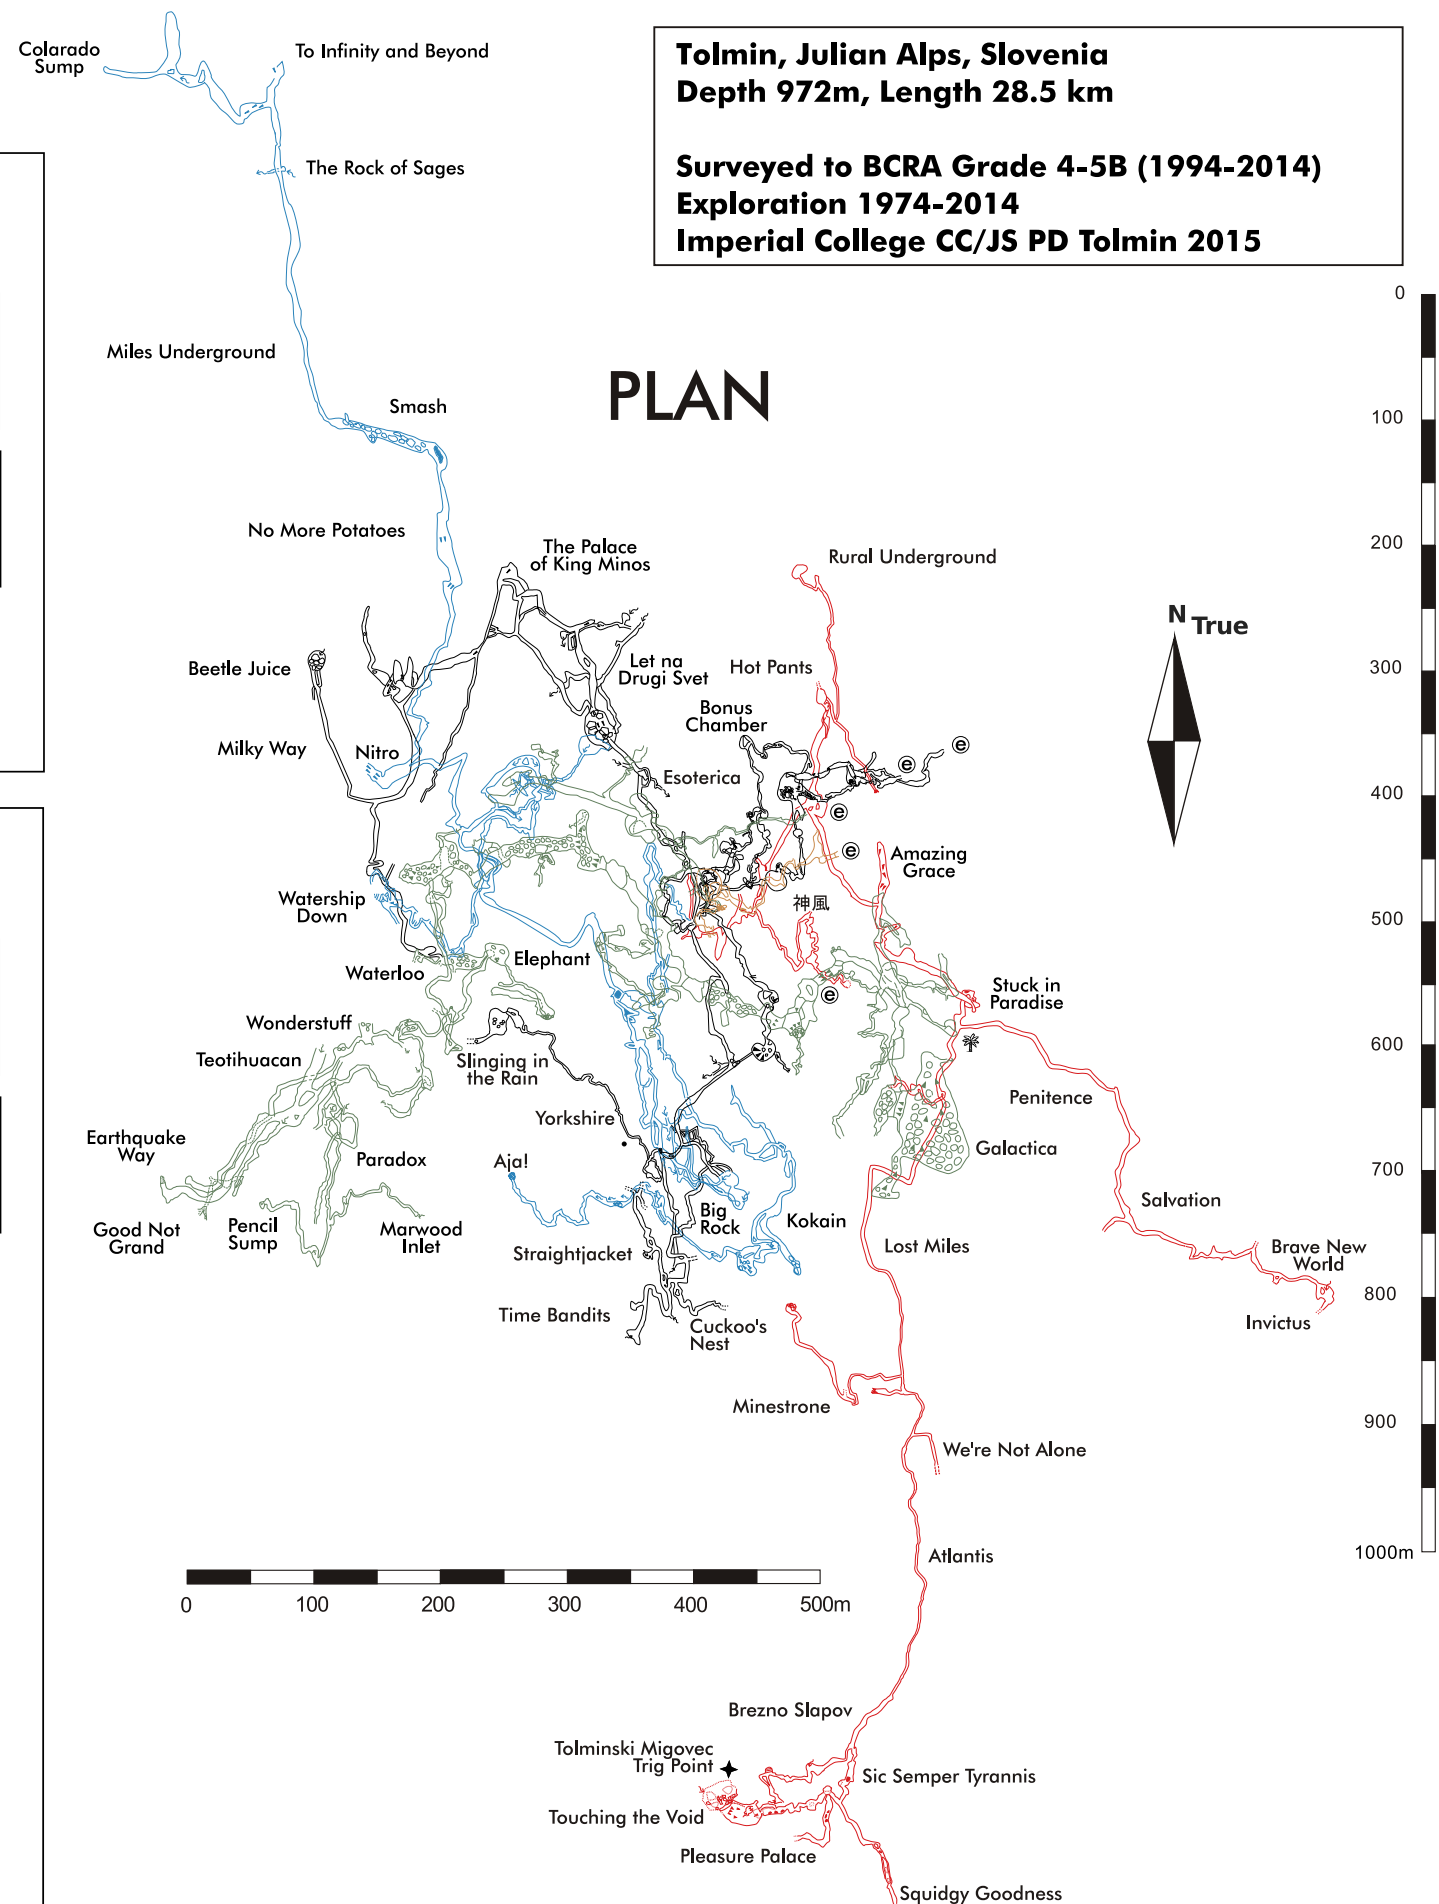 Colarado
Sump
To Infinity and Beyond
Tolmin, Julian Alps, Slovenia
Depth 972m, Length 28.5 km
Surveyed to BCRA Grade 4-5B (1994-2014)
Exploration 1974-2014
Imperial College CC/JS PD Tolmin 2015
The Rock of Sages
0
Miles Underground
PLAN
Smash
100
No More Potatoes
200
The Palace
of King Minos
Rural Underground
N True
Beetle Juice
Let na
Drugi Svet
Hot Pants
300
Bonus
Chamber
Milky Way
Nitro
e
e
Esoterica
400
e
e
Amazing
Grace
Watership
Down
神風
500
Waterloo
Elephant
e
Stuck in
Paradise
Wonderstuff
600
Teotihuacan
Slinging in
the Rain
Penitence
Yorkshire
Earthquake
Way
Paradox
Aja!
Galactica
700
Salvation
Good Not
Grand
Pencil
Sump
Marwood
Inlet
Big
Rock
Kokain
Straightjacket
Lost Miles
Brave New
World
800
Time Bandits
Cuckoo's
Nest
Invictus
Minestrone
900
We're Not Alone
Atlantis
1000m
0 100 200 300 400 500m
Brezno Slapov
Tolminski Migovec
Trig Point
Sic Semper Tyrannis
Touching the Void
Pleasure Palace
Squidgy Goodness